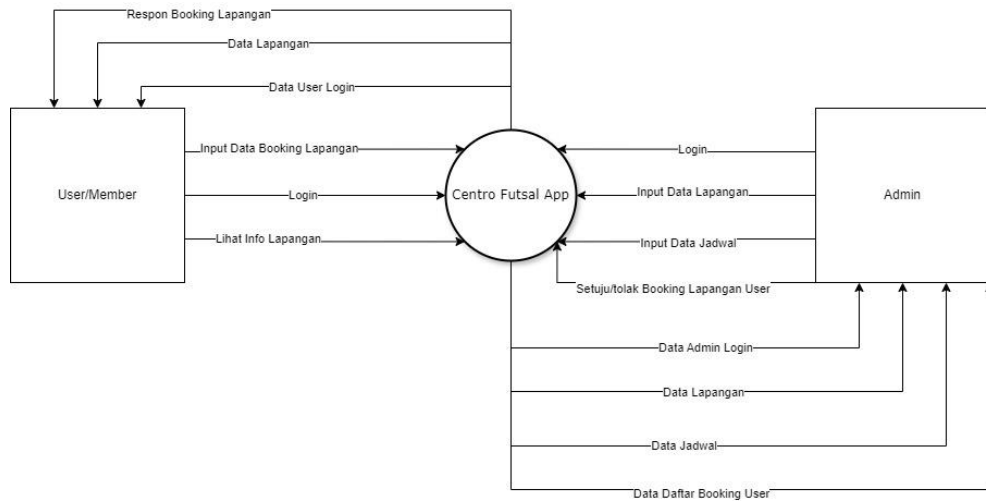 Respon Booking Lapangan
Data Lapangan
Data User Login
Input Data Booking Lapangan
Login
User/Member
Login
Centro Futsal App
Input Data Lapangan
Admin
Lihat Info Lapangan
Input Data Jadwal
Setuju/tolak Booking Lapangan User
Data Admin Login
Data Lapangan
Data Jadwal
Data Daftar Booking User